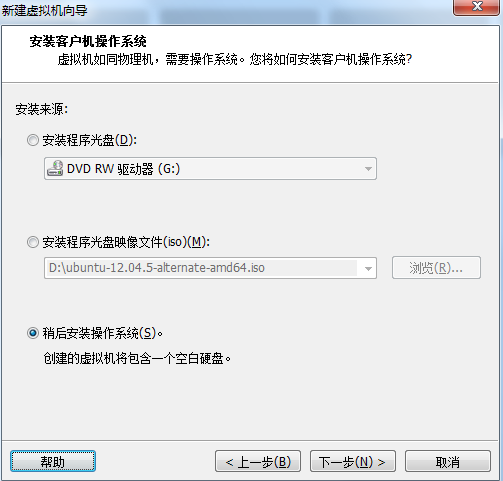 新建虚拟机向导
安装客户机操作系统
虚拟机如同物理机，需要操作系统。您将如何安装客户机操作系统？
安装来源:
安装程序光盘(D):
DVD RW 驱动器 (G:)
安装程序光盘映像文件(iso)(M):
D:\ubuntu-12.04.5-alternate-amd64.iso
浏览(R)...
稍后安装操作系统(S)。
创建的虚拟机将包含一个空白硬盘。
帮助
< 上一步(B)
下一步(N) >
取消